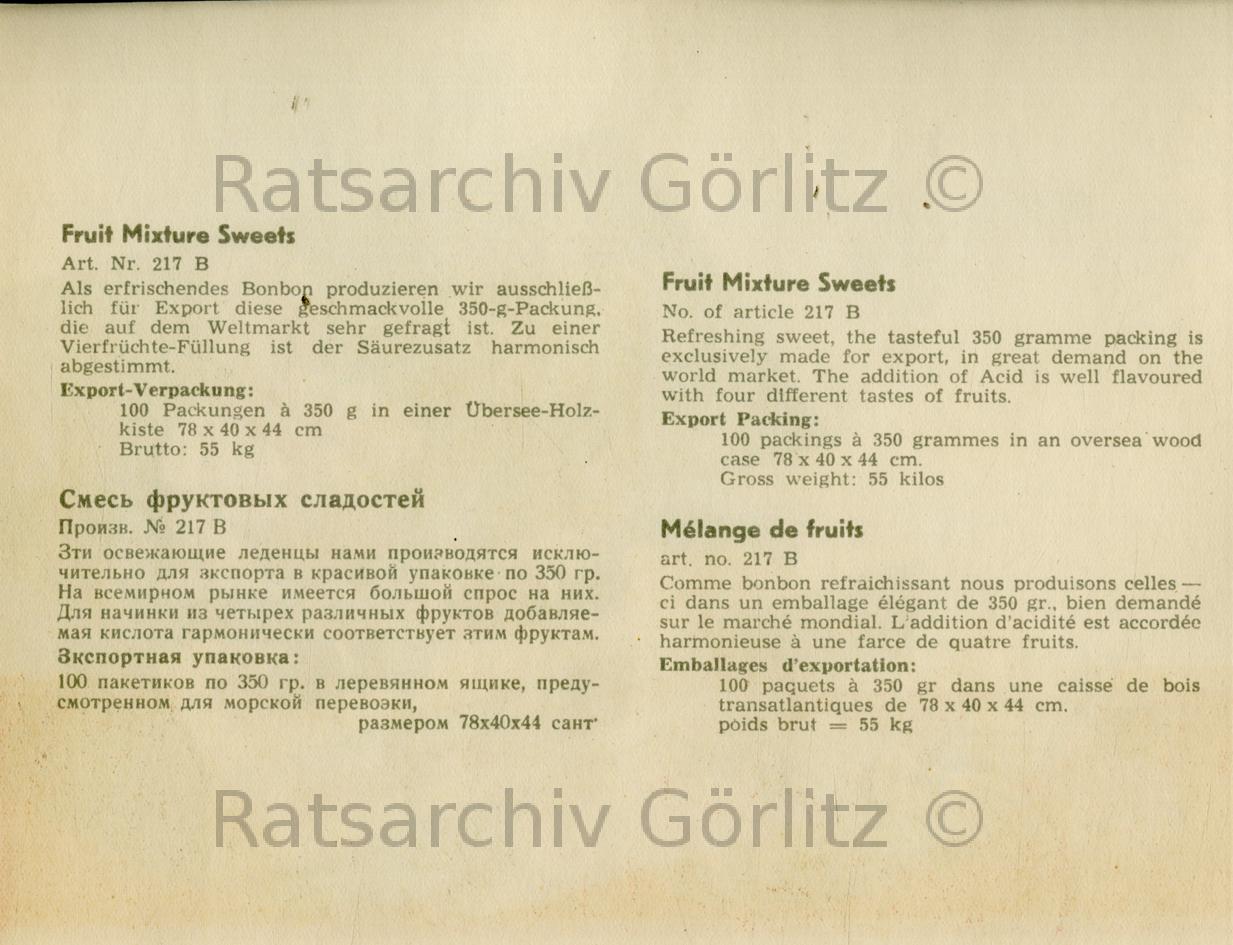 Ratsarchiv Görlitz ©
Fruit Mixture Sweets
Art. Nr. 217 B
Als erfrischendes Bonbon produzieren wir ausschließ-
lich für Export diese geschmackvolle 350-g-Packung,
die auf dem Weltmarkt sehr gefragt ist. Zu einer
Vierfrüchte-Füllung ist der Säurezusatz harmonisch
abgestimmt.
Export-Verpackung:
100 Packungen à 350 g in einer Übersee-Holz-
kiste 78 x 40 x 44 cm
Brutto: 55 kg
Смесь фруктовых сладостей
Произв. № 217 B
Зти освежающие леденцы нами производятся исклю-
чительно для зкспорта в красивой упаковке по 350 гр.
На всемирном рынке имеется большой спрос на них.
Для начинки из четырех различных фруктов добавляе-
мая кислота гармонически соответствует зтим фруктам.
Зкспортная упаковка:
100 пакетиков по 350 гр. в леревянном ящике, преду-
смотренном для морской перевозки,
размером 78х40х44 сант·
Fruit Mixture Sweets
No. of article 217 B
Refreshing sweet, the tasteful 350 gramme packing is
exclusively made for export, in great demand on the
world market. The addition of Acid is well flavoured
with four different tastes of fruits.
Export Packing:
100 packings à 350 grammes in an oversea wood
case 78 x 40 x 44 cm.
Gross weight: 55 kilos
Mélange de fruits
art. no. 217 B
Comme bonbon refraichissant nous produisons celles —
ci dans un emballage élégant de 350 gr., bien demandé
sur le marché mondial. L'addition d'acidité est accordée
harmonieuse à une farce de quatre fruits.
Emballages d'exportation:
100 paquets à 350 gr dans une caisse de bois
transatlantiques de 78 x 40 x 44 cm.
poids brut = 55 kg
Ratsarchiv Görlitz ©